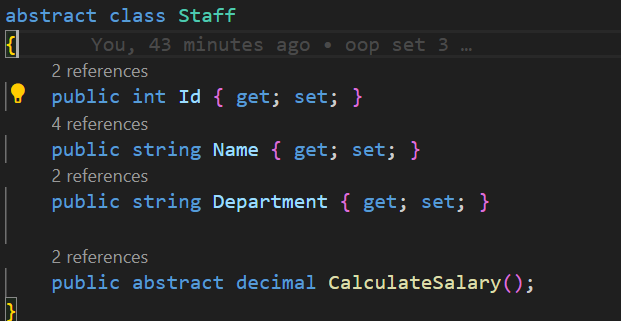 abstract class Staff
{ You, 43 minutes ago • oop set 3 …
2 references
public int Id { get; set; }
4 references
public string Name { get; set; }
2 references
public string Department { get; set; }
2 references
public abstract decimal CalculateSalary();
}